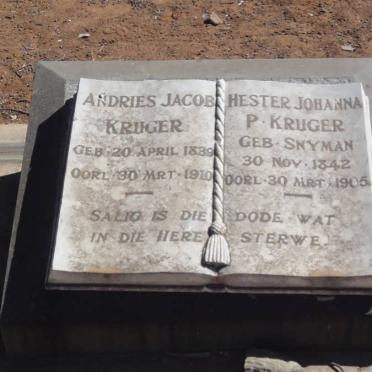 ANDRIES JACOB
KRUGER
GEB 20 APRIL 1839
OORL 30 MRT 1910
HESTER JOHANNA
P KRUGER
GEB SNYMAN
30 NOV 1842
OORL 30 MRT 1905
SALIG IS DIE DODE WAT
IN DIE HERE STERWE